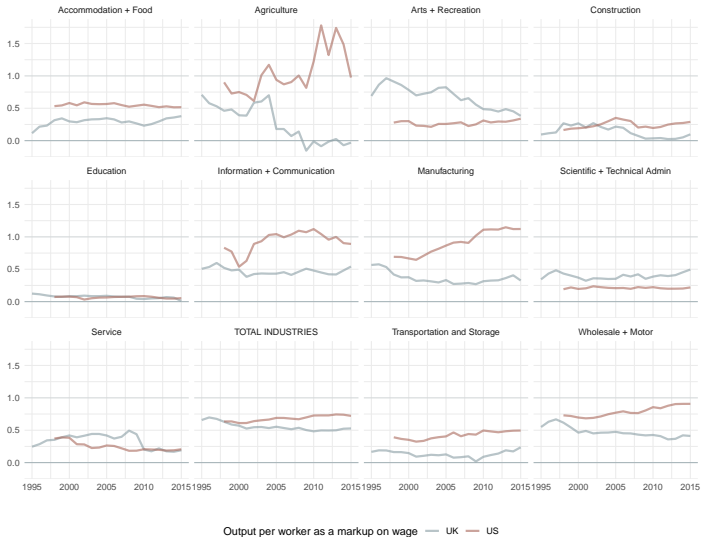 Accommodation + Food
Agriculture
Arts + Recreation
Construction
1.5
1.0
0.5
0.0
Education
Information + Communication
Manufacturing
Scientific + Technical Admin
1.5
1.0
0.5
0.0
Service
TOTAL INDUSTRIES
Transportation and Storage
Wholesale + Motor
1.5
1.0
0.5
0.0
1995 2000 2005 2010 2015
1995 2000 2005 2010 2015
1995 2000 2005 2010 2015
1995 2000 2005 2010 2015
Output per worker as a markup on wage UK US